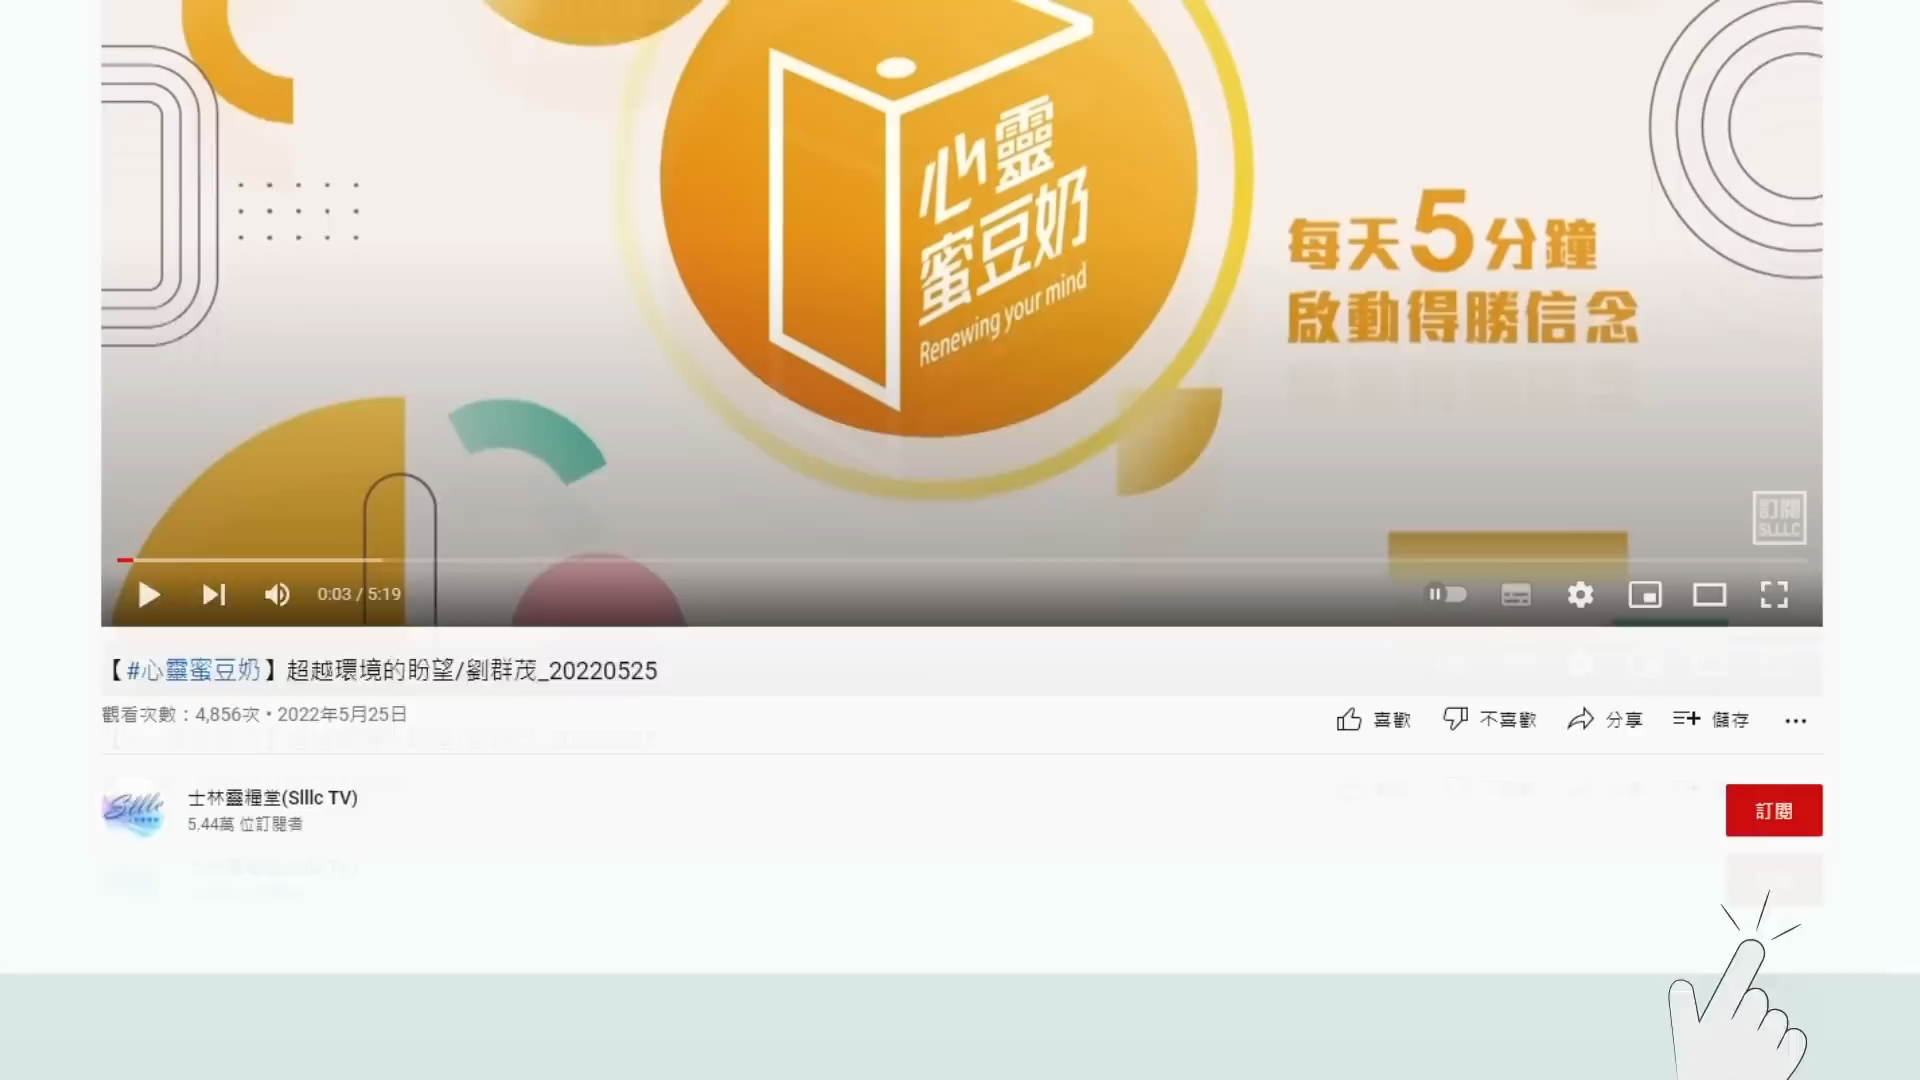 心靈
蜜豆奶
Renewing your mind
每天5分鐘
啟動得勝信念
訂閱
SLLLC
0:03 / 5:19
【#心靈蜜豆奶】超越環境的盼望/劉群茂_20220525
觀看次數：4,856次・2022年5月25日
喜歡 不喜歡 分享 儲存
Slllc
士林靈糧堂(Slllc TV)
5.44萬 位訂閱者
訂閱